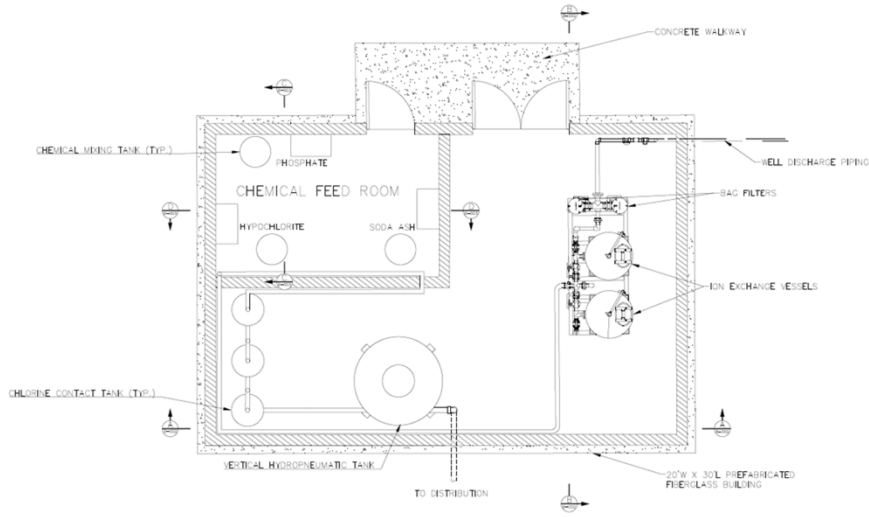 B
CONCRETE WALKWAY
C
CHEMICAL MIXING TANK (TYP.)
PHOSPHATE
WELL DISCHARGE PIPING
CHEMICAL FEED ROOM
BAG FILTERS
D
D
HYPOCHLORITE
SODA ASH
C
ION EXCHANGE VESSELS
CHLORINE CONTACT TANK (TYP.)
A
A
VERTICAL HYDROPNEUMATIC TANK
20'W X 30'L PREFABRICATED
FIBERGLASS BUILDING
TO DISTRIBUTION
B